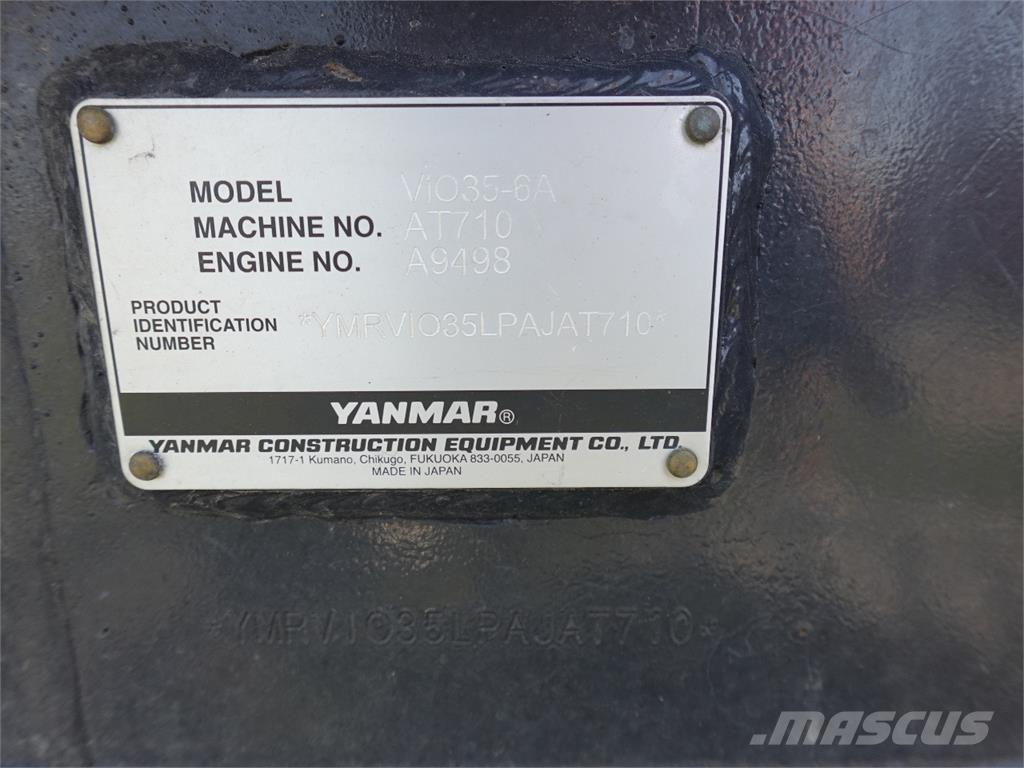 MODEL ViO35-6A
MACHINE NO. AT710
ENGINE NO. A9498
PRODUCT
IDENTIFICATION
NUMBER
*YMRVIO35LPAJAT710*
YANMAR®
YANMAR CONSTRUCTION EQUIPMENT CO., LTD.
1717-1 Kumano, Chikugo, FUKUOKA 833-0055, JAPAN
MADE IN JAPAN
*YMRVIO35LPAJAT710*
MASCUS